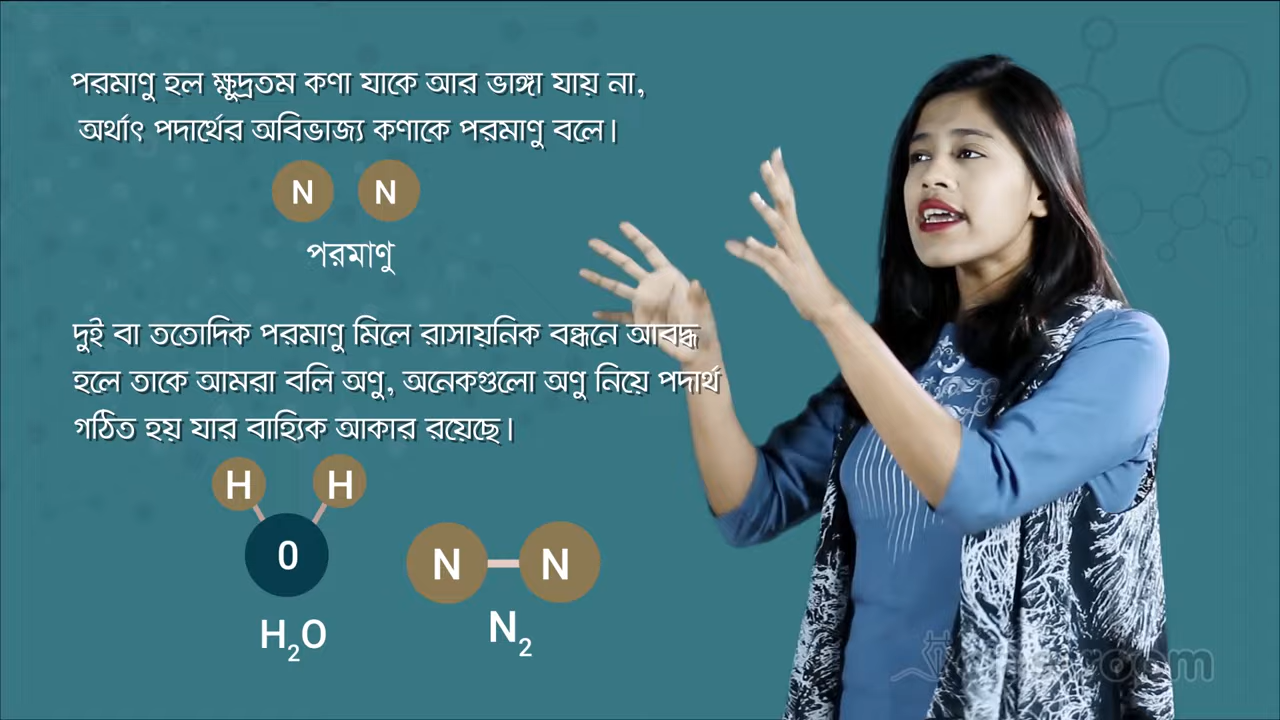 পরমাণু হল ক্ষুদ্রতম কণা যাকে আর ভাঙ্গা যায় না,
অর্থাৎ পদার্থের অবিভাজ্য কণাকে পরমাণু বলে।
N N
পরমাণু
দুই বা ততোদিক পরমাণু মিলে রাসায়নিক বন্ধনে আবদ্ধ
হলে তাকে আমরা বলি অণু, অনেকগুলো অণু নিয়ে পদার্থ
গঠিত হয় যার বাহ্যিক আকার রয়েছে।
H H
0 N N
H₂O N₂